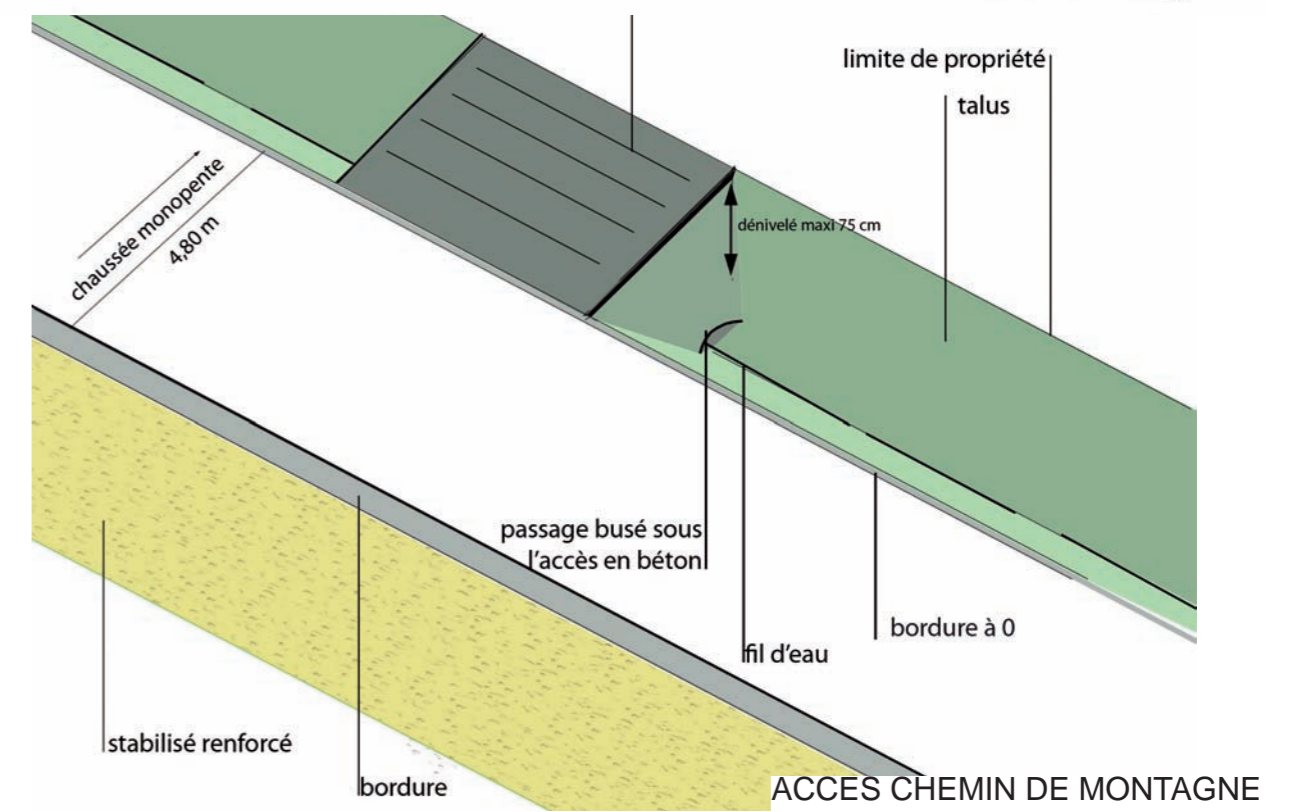 limite de propriété
talus
chaussée monopente
4,80 m
dénivelé maxi 75 cm
passage busé sous
l'accès en béton
bordure à 0
fil d'eau
stabilisé renforcé
bordure
ACCES CHEMIN DE MONTAGNE